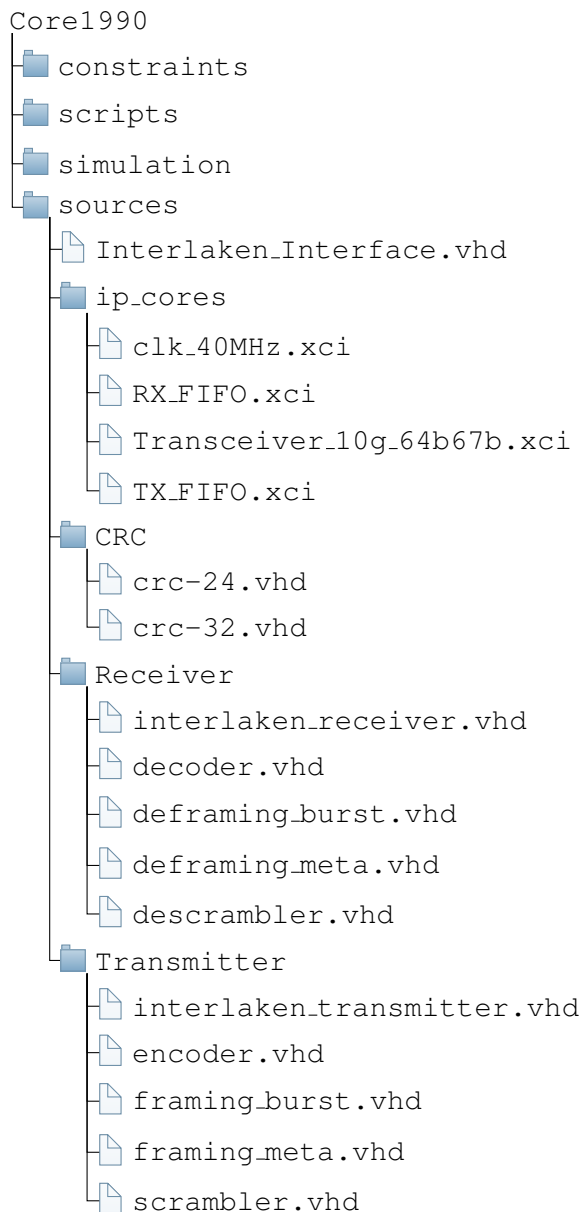 Core1990
constraints
scripts
simulation
sources
Interlaken_Interface.vhd
ip_cores
clk_40MHz.xci
RX_FIFO.xci
Transceiver_10g_64b67b.xci
TX_FIFO.xci
CRC
crc-24.vhd
crc-32.vhd
Receiver
interlaken_receiver.vhd
decoder.vhd
deframing_burst.vhd
deframing_meta.vhd
descrambler.vhd
Transmitter
interlaken_transmitter.vhd
encoder.vhd
framing_burst.vhd
framing_meta.vhd
scrambler.vhd